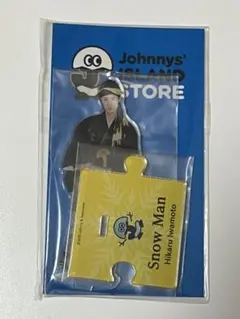 Johnnys'
ISLAND
STORE
Snow Man
Hikaru Iwamoto